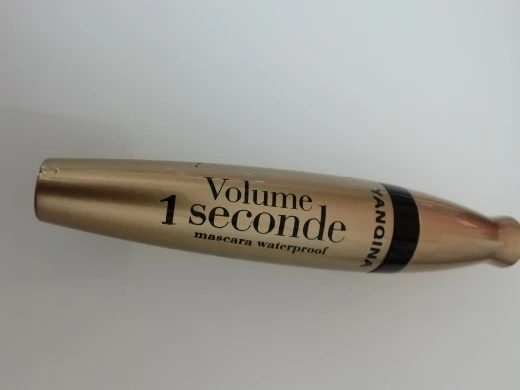 Volume
1 seconde
mascara waterproof
YANQINA